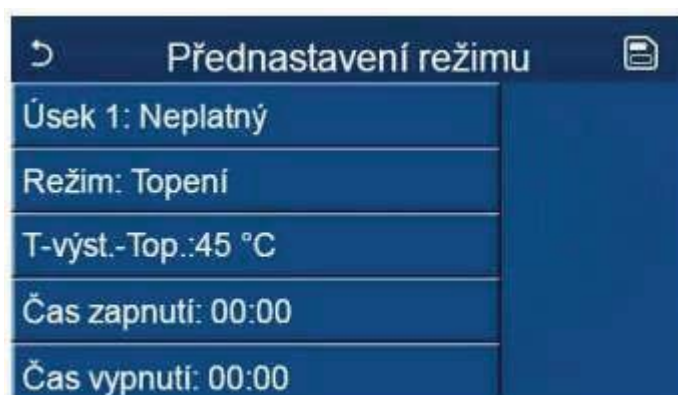 Přednastavení režimu
Úsek 1: Neplatný
Režim: Topení
T-výst.-Top.:45 °C
Čas zapnutí: 00:00
Čas vypnutí: 00:00